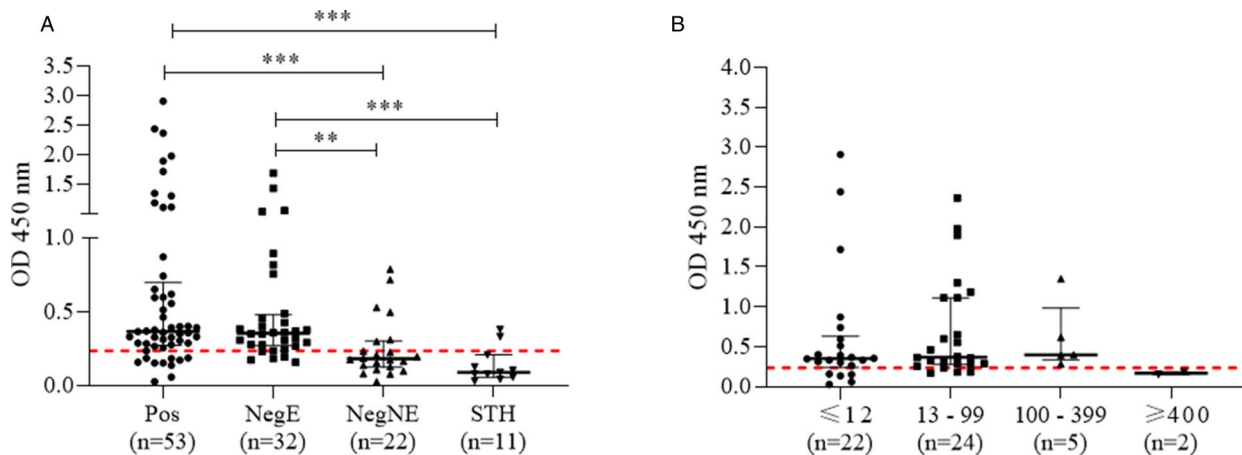 A
***
***
***
**
3.5
3.0
2.5
2.0
1.5
1.0
0.5
0.0
OD 450 nm
Pos NegE NegNE STH
(n=53) (n=32) (n=22) (n=11)
B
4.0
3.5
3.0
2.5
2.0
1.5
1.0
0.5
0.0
OD 450 nm
≤12 13 - 99 100 - 399 ≥400
(n=22) (n=24) (n=5) (n=2)